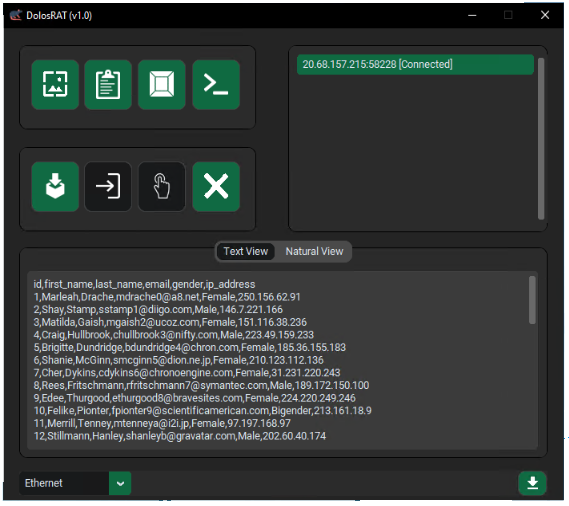 DolosRAT (v1.0)
20.68.157.215:58228 [Connected]
Text View
Natural View
id,first_name,last_name,email,gender,ip_address
1,Marleah,Drache,mdrache0@a8.net,Female,250.156.62.91
2,Shay,Stamp,sstamp1@diigo.com,Male,146.7.221.166
3,Matilda,Gaish,mgaish2@ucoz.com,Female,151.116.38.236
4,Craig,Hullbrook,chullbrook3@nifty.com,Male,223.49.159.233
5,Brigitte,Dundridge,bdundridge4@chron.com,Female,185.36.155.183
6,Shanie,McGinn,smcginn5@dion.ne.jp,Female,210.123.112.136
7,Cher,Dykins,cdykins6@chronoengine.com,Female,31.231.220.243
8,Rees,Fritschmann,rfritschmann7@symantec.com,Male,189.172.150.100
9,Edee,Thurgood,ethurgood8@bravesites.com,Female,224.220.249.246
10,Felike,Pionter,fpionter9@scientificamerican.com,Bigender,213.161.18.9
11,Merrill,Tenney,mtenneya@i2i.jp,Female,97.197.168.97
12,Stillmann,Hanley,shanleyb@gravatar.com,Male,202.60.40.174
Ethernet